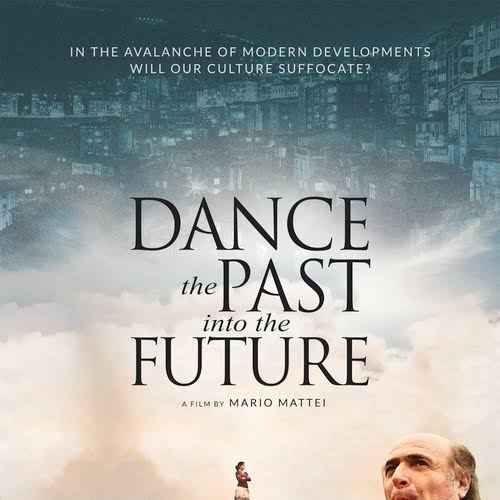 IN THE AVALANCHE OF MODERN DEVELOPMENTS
WILL OUR CULTURE SUFFOCATE?
DANCE
the PAST
into the
FUTURE
A FILM BY MARIO MATTEI